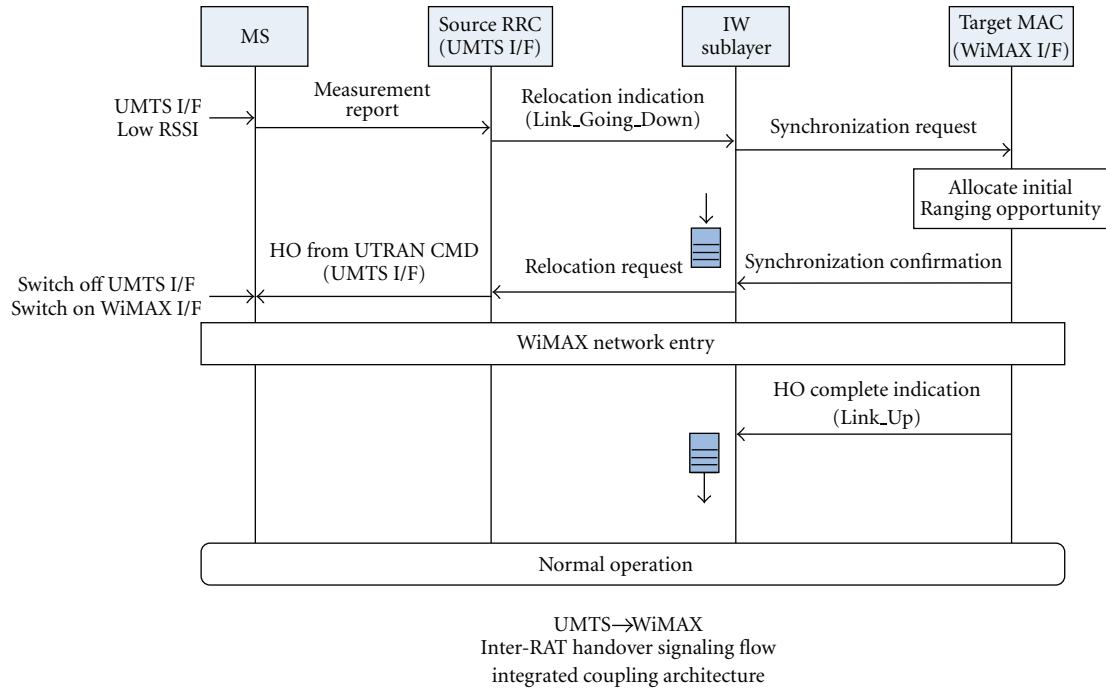 MS
Source RRC
(UMTS I/F)
IW
sublayer
Target MAC
(WiMAX I/F)
UMTS I/F
Low RSSI
Measurement
report
Relocation indication
(Link_Going_Down)
Synchronization request
Allocate initial
Ranging opportunity
HO from UTRAN CMD
(UMTS I/F)
Relocation request
Synchronization confirmation
Switch off UMTS I/F
Switch on WiMAX I/F
WiMAX network entry
HO complete indication
(Link_Up)
Normal operation
UMTS→WiMAX
Inter-RAT handover signaling flow
integrated coupling architecture